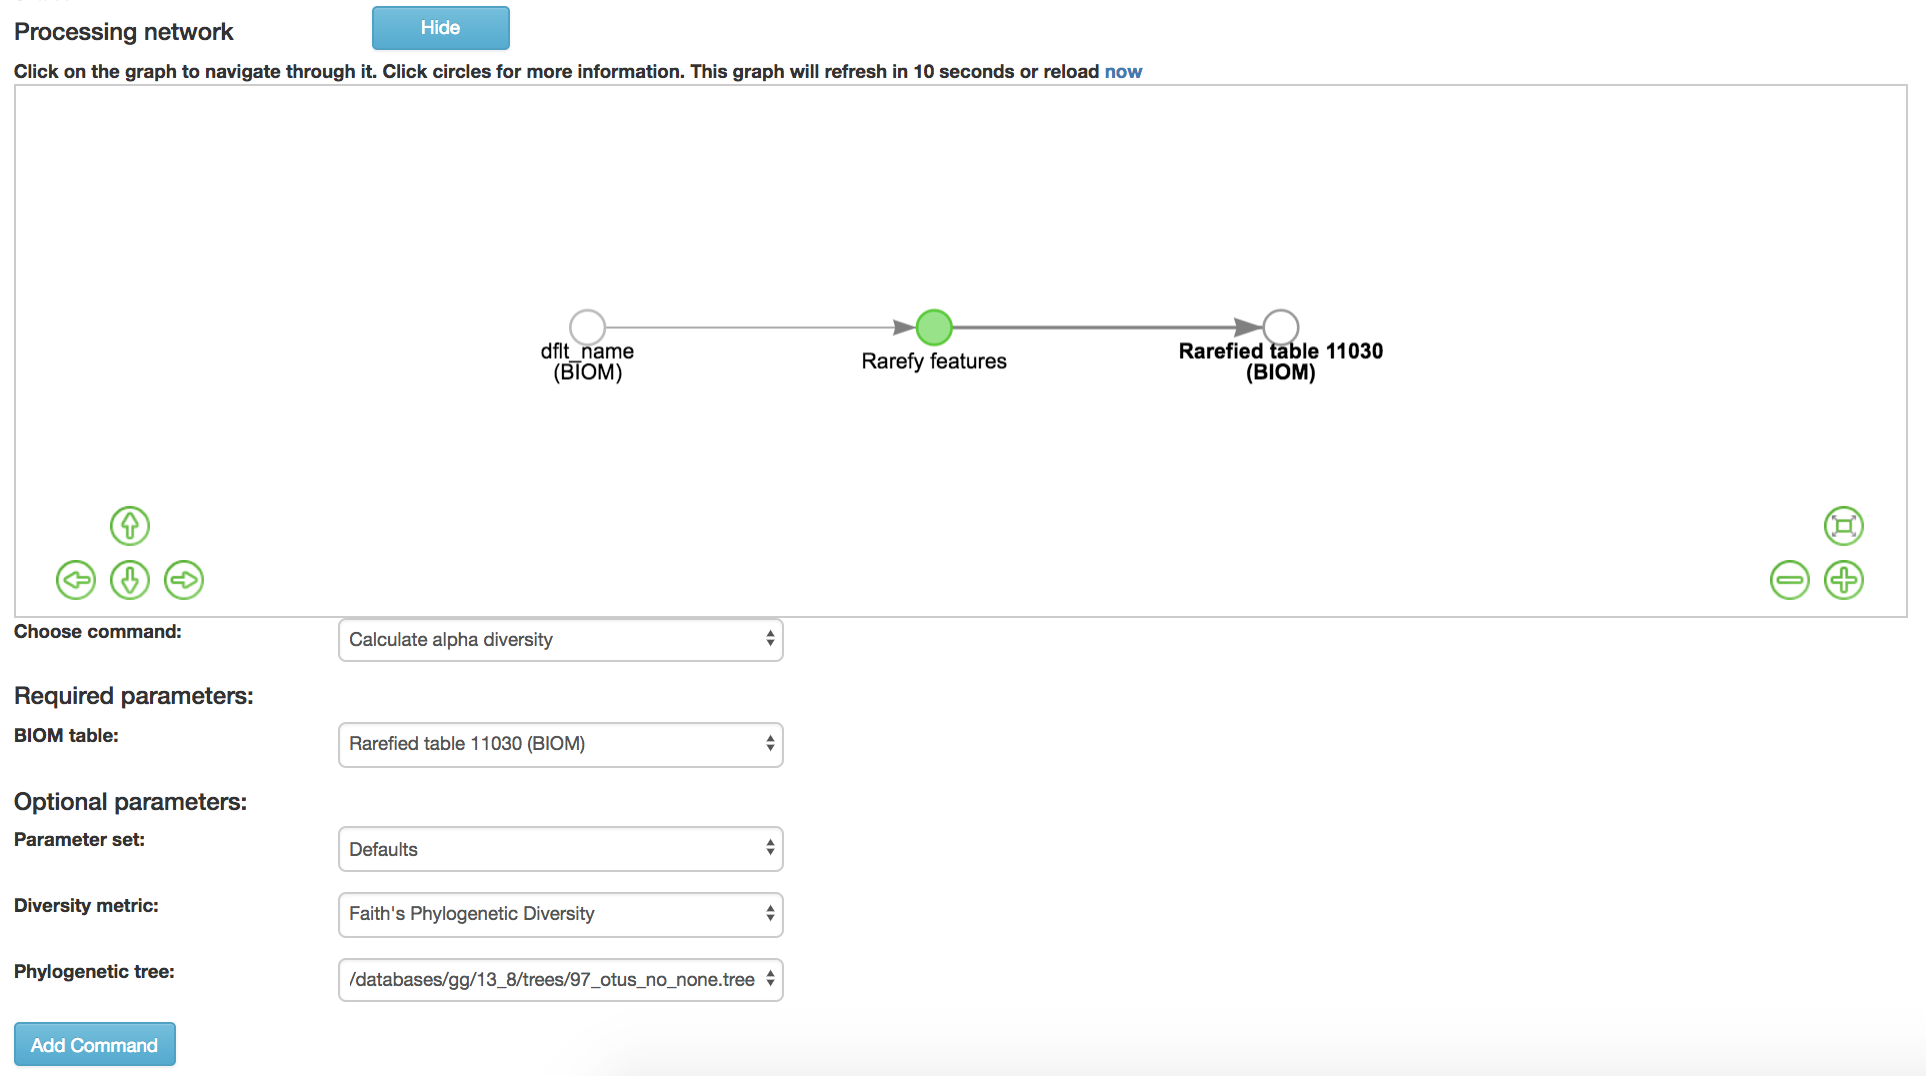 Processing network
Hide
Click on the graph to navigate through it. Click circles for more information. This graph will refresh in 10 seconds or reload now
dflt_name
(BIOM)
Rarefy features
Rarefied table 11030
(BIOM)
Choose command:
Calculate alpha diversity
Required parameters:
BIOM table:
Rarefied table 11030 (BIOM)
Optional parameters:
Parameter set:
Defaults
Diversity metric:
Faith's Phylogenetic Diversity
Phylogenetic tree:
/databases/gg/13_8/trees/97_otus_no_none.tree
Add Command